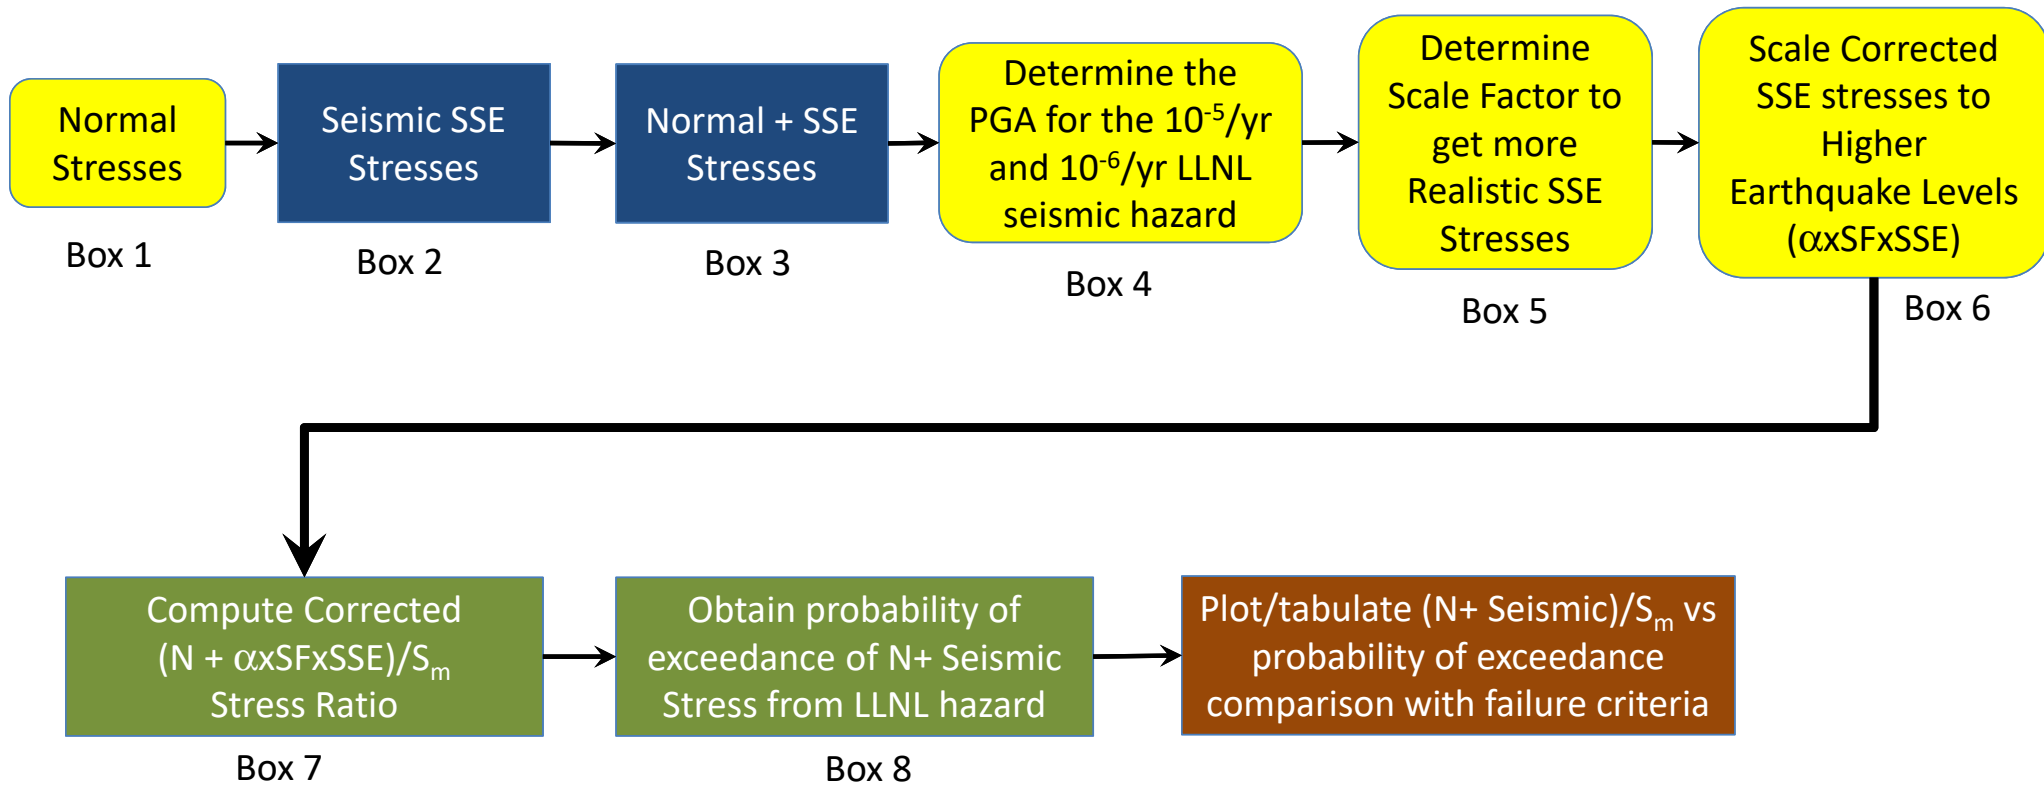 Normal
Stresses
Box 1
Seismic SSE
Stresses
Box 2
Normal + SSE
Stresses
Box 3
Determine the
PGA for the 10⁻⁵/yr
and 10⁻⁶/yr LLNL
seismic hazard
Box 4
Determine
Scale Factor to
get more
Realistic SSE
Stresses
Box 5
Scale Corrected
SSE stresses to
Higher
Earthquake Levels
(αxSFxSSE)
Box 6
Compute Corrected
(N + αxSFxSSE)/Sₘ
Stress Ratio
Box 7
Obtain probability of
exceedance of N+ Seismic
Stress from LLNL hazard
Box 8
Plot/tabulate (N+ Seismic)/Sₘ vs
probability of exceedance
comparison with failure criteria